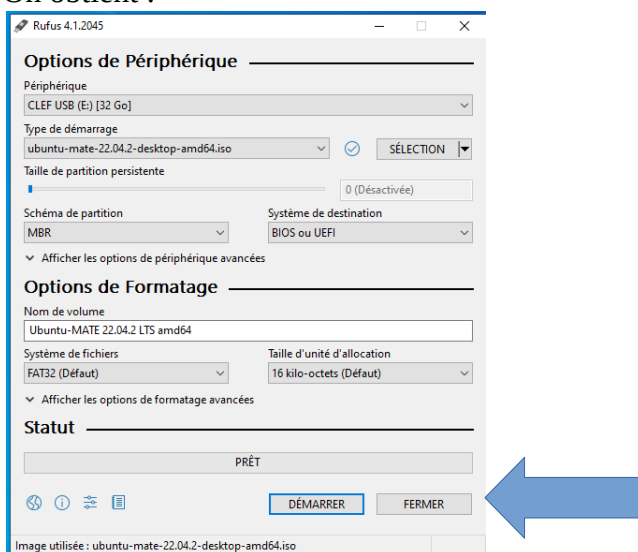 On obtient :
Rufus 4.1.2045
Options de Périphérique
Périphérique
CLEF USB (E:) [32 Go]
Type de démarrage
ubuntu-mate-22.04.2-desktop-amd64.iso
SÉLECTION
Taille de partition persistente
0 (Désactivée)
Schéma de partition Système de destination
MBR BIOS ou UEFI
Afficher les options de périphérique avancées
Options de Formatage
Nom de volume
Ubuntu-MATE 22.04.2 LTS amd64
Système de fichiers Taille d'unité d'allocation
FAT32 (Défaut) 16 kilo-octets (Défaut)
Afficher les options de formatage avancées
Statut
PRÊT
DÉMARRER FERMER
Image utilisée : ubuntu-mate-22.04.2-desktop-amd64.iso